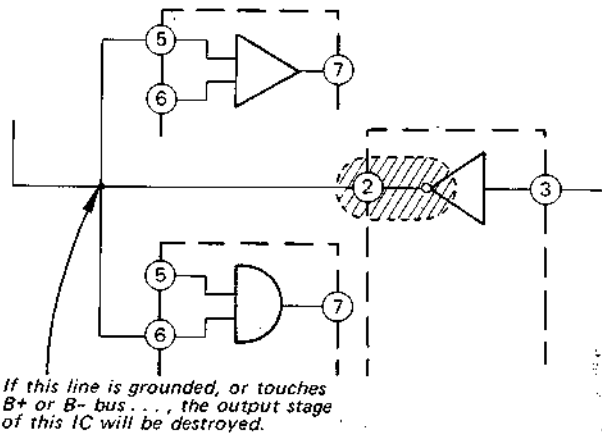 5
7
6
2
3
5
7
6
If this line is grounded, or touches
B+ or B- bus . . . , the output stage
of this IC will be destroyed.